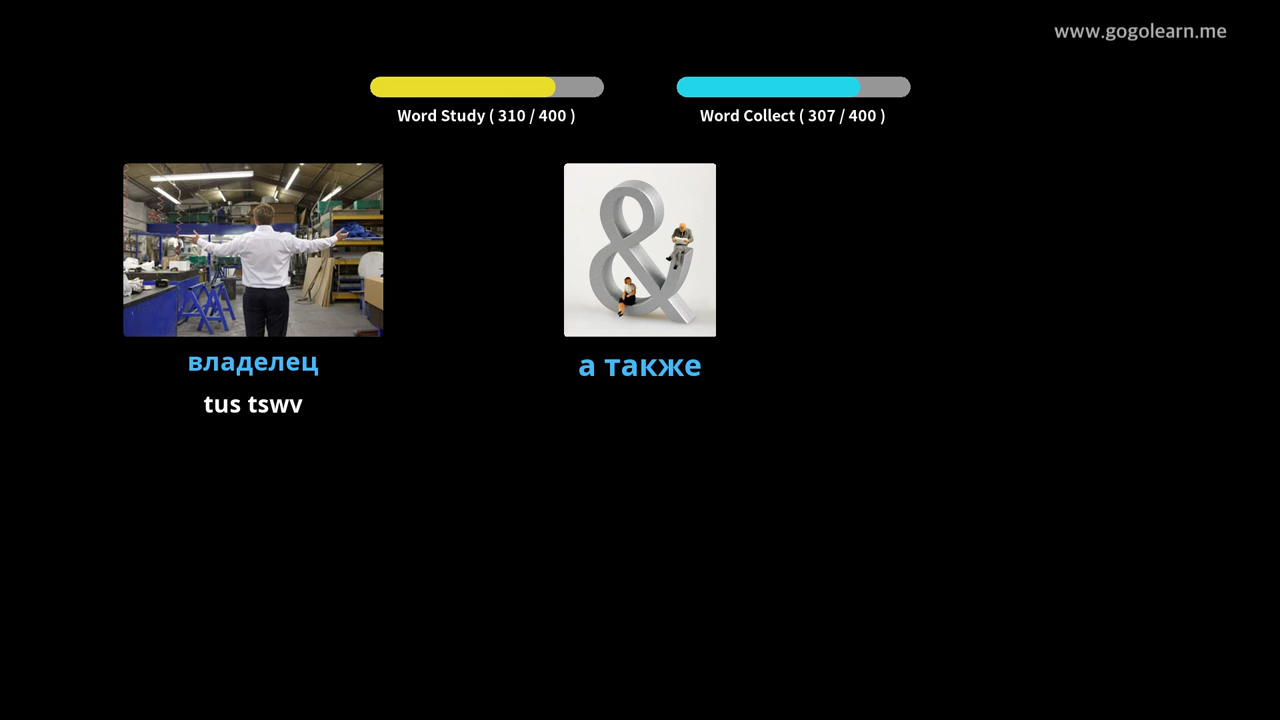 www.gogolearn.me
Word Study ( 310 / 400 )
Word Collect ( 307 / 400 )
владелец
tus tswv
&
а также